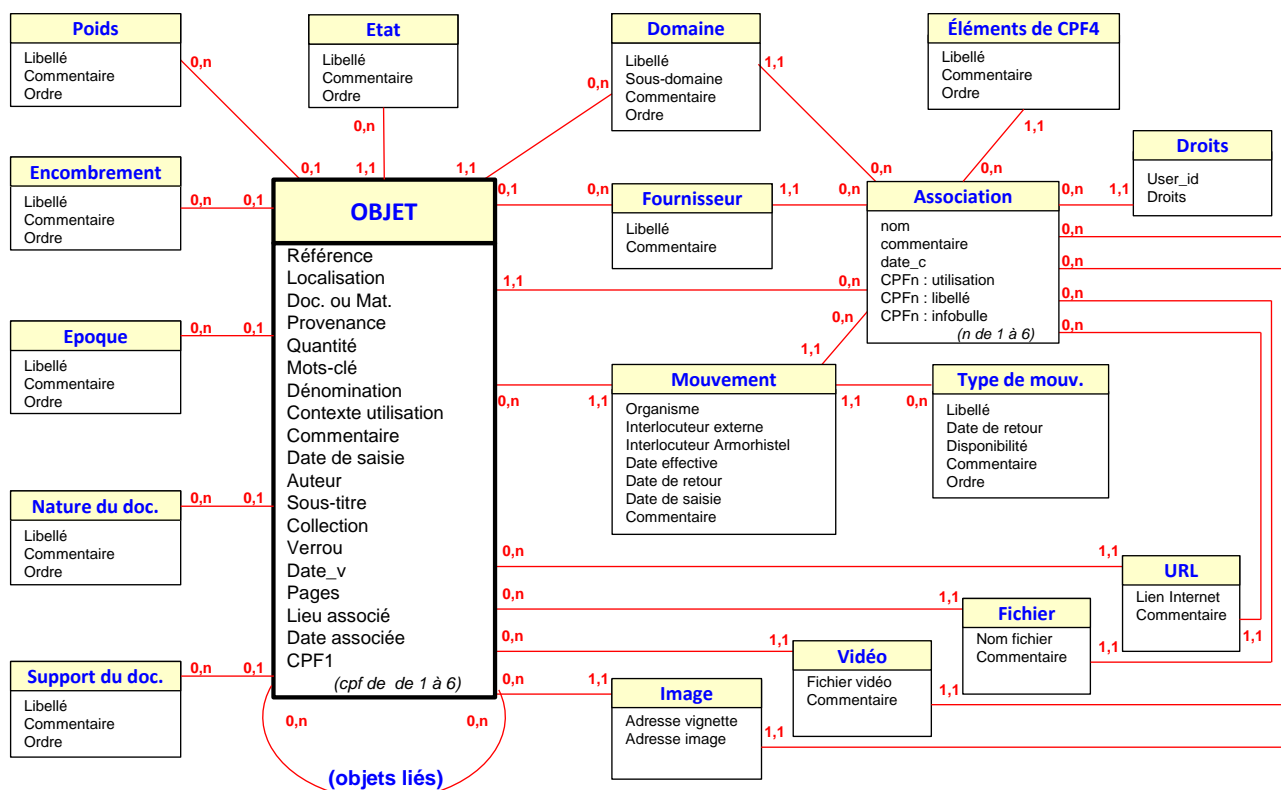 Poids
Libellé
Commentaire
Ordre
0,n
Etat
Libellé
Commentaire
Ordre
0,n
Domaine
Libellé
Sous-domaine
Commentaire
Ordre
0,n
1,1
Éléments de CPF4
Libellé
Commentaire
Ordre
1,1
Droits
User_id
Droits
1,1
0,n
Encombrement
Libellé
Commentaire
Ordre
0,n
0,1
Epoque
Libellé
Commentaire
Ordre
0,n
0,1
Nature du doc.
Libellé
Commentaire
Ordre
0,n
0,1
Support du doc.
Libellé
Commentaire
Ordre
0,n
0,1
0,1
1,1
1,1
OBJET
Référence
Localisation
Doc. ou Mat.
Provenance
Quantité
Mots-clé
Dénomination
Contexte utilisation
Commentaire
Date de saisie
Auteur
Sous-titre
Collection
Verrou
Date_v
Pages
Lieu associé
Date associée
CPF1
(cpf de de 1 à 6)
0,n
0,n
(objets liés)
0,1
0,n
Fournisseur
Libellé
Commentaire
1,1
0,n
0,n
0,n
Association
nom
commentaire
date_c
CPFn : utilisation
CPFn : libellé
CPFn : infobulle
(n de 1 à 6)
0,n
0,n
0,n
0,n
1,1
0,n
0,n
1,1
0,n
1,1
Mouvement
Organisme
Interlocuteur externe
Interlocuteur Armorhistel
Date effective
Date de retour
Date de saisie
Commentaire
1,1
0,n
Type de mouv.
Libellé
Date de retour
Disponibilité
Commentaire
Ordre
0,n
1,1
URL
Lien Internet
Commentaire
1,1
0,n
1,1
Fichier
Nom fichier
Commentaire
1,1
0,n
1,1
Vidéo
Fichier vidéo
Commentaire
1,1
0,n
1,1
Image
Adresse vignette
Adresse image
1,1